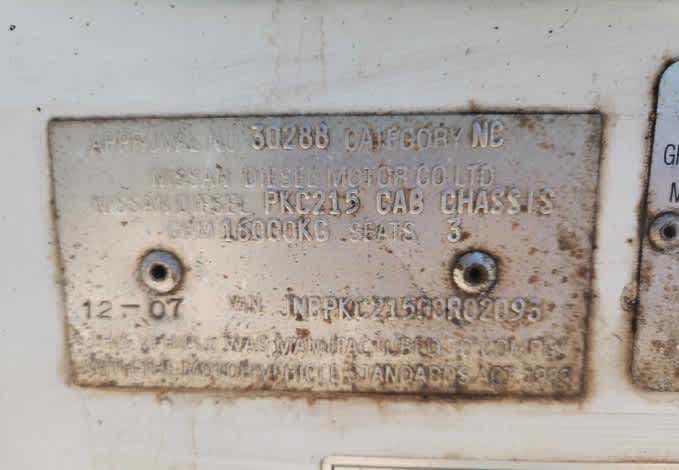 APPROVAL NO 30288 CATEGORY NC
NISSAN DIESEL MOTOR CO LTD
NISSAN DIESEL PKC215 CAB CHASSIS
GVM 16000KG SEATS 3
12-07 VIN
THIS VEHICLE WAS MANUFACTURED TO COMPLY
WITH THE MOTOR VEHICLE STANDARDS ACT 1989